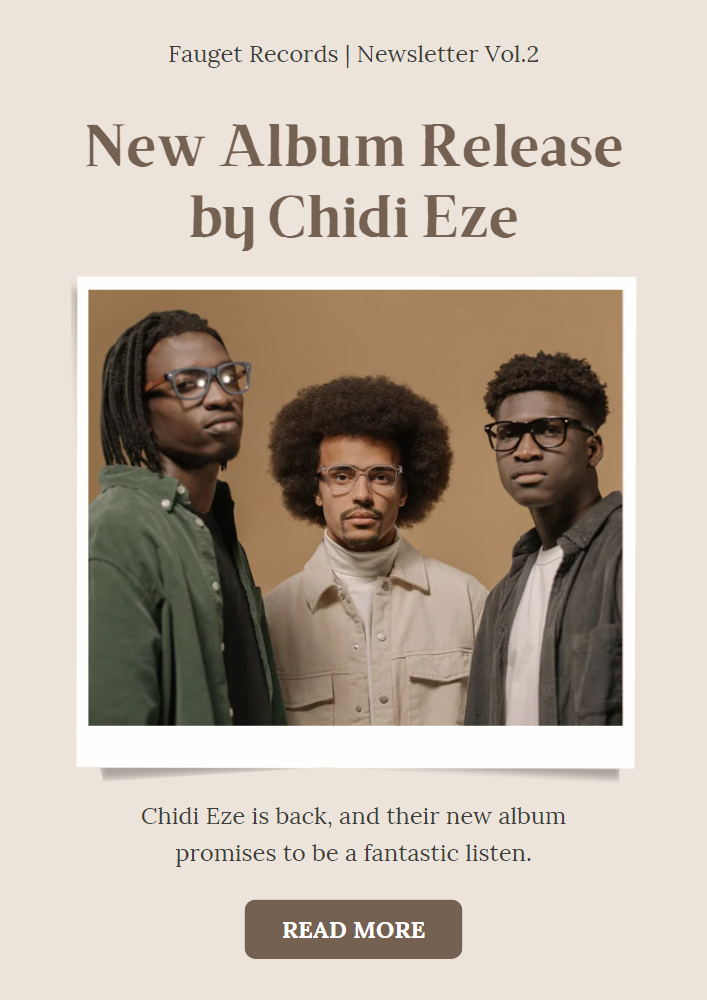 Fauget Records | Newsletter Vol.2
New Album Release
by Chidi Eze
Chidi Eze is back, and their new album
promises to be a fantastic listen.
READ MORE